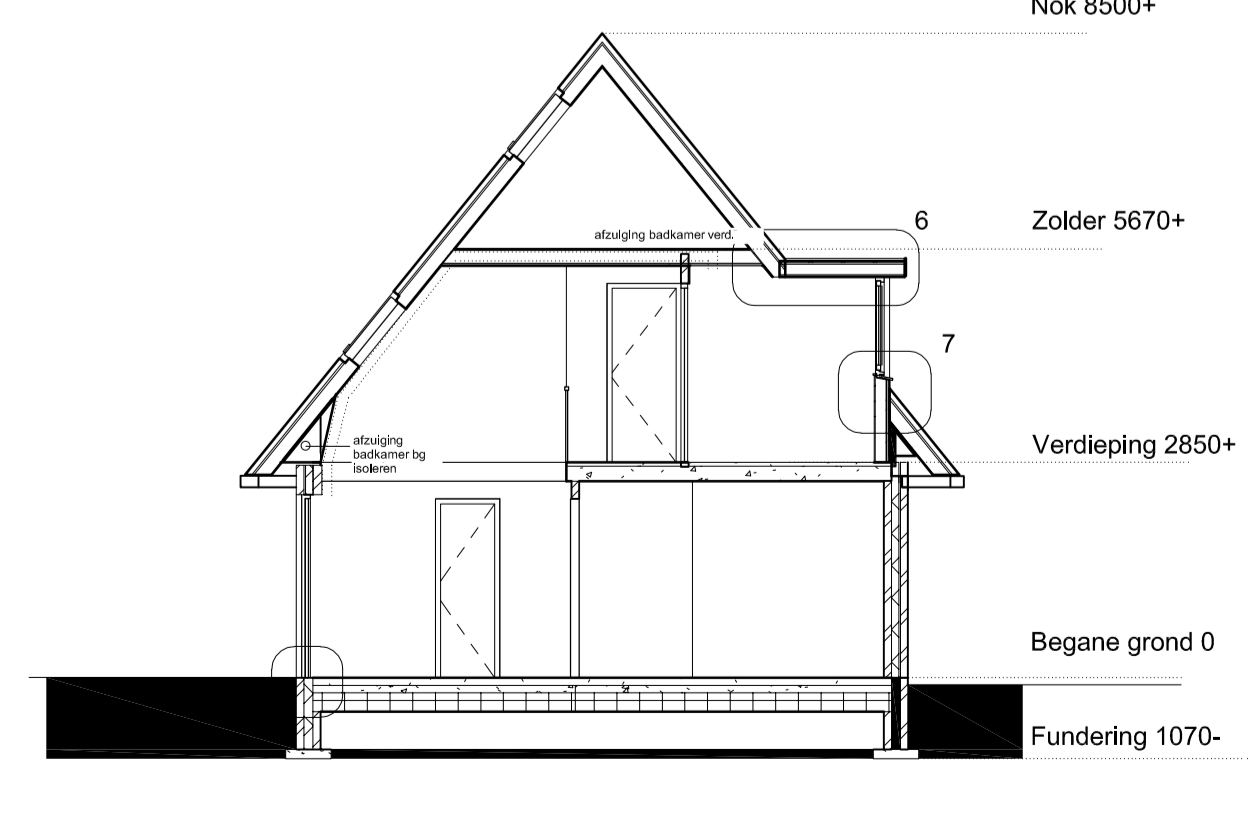 Nok 8500+
6
Zolder 5670+
afzuiging badkamer verd.
7
afzuiging
badkamer bg
isoleren
Verdieping 2850+
Begane grond 0
Fundering 1070-